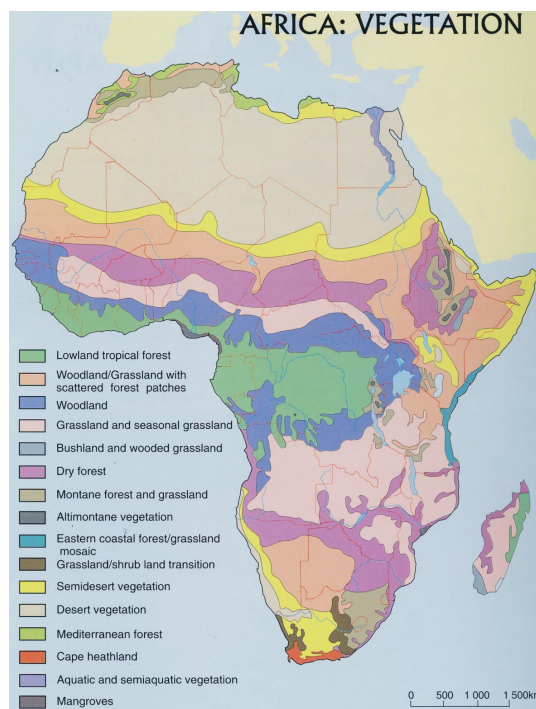 AFRICA: VEGETATION
Lowland tropical forest
Woodland/Grassland with
scattered forest patches
Woodland
Grassland and seasonal grassland
Bushland and wooded grassland
Dry forest
Montane forest and grassland
Altimontane vegetation
Eastern coastal forest/grassland
mosaic
Grassland/shrub land transition
Semidesert vegetation
Desert vegetation
Mediterranean forest
Cape heathland
Aquatic and semiaquatic vegetation
Mangroves
0 500 1 000 1 500km